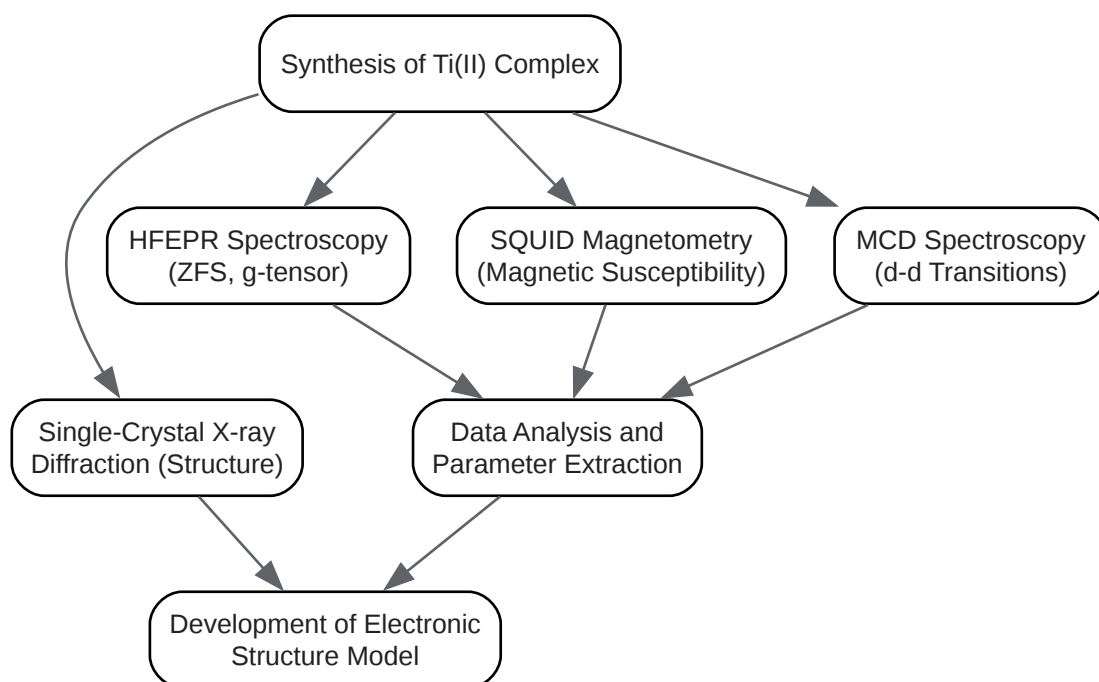 Synthesis of Ti(II) Complex
HFEPR Spectroscopy
(ZFS, g-tensor)
SQUID Magnetometry
(Magnetic Susceptibility)
MCD Spectroscopy
(d-d Transitions)
Single-Crystal X-ray
Diffraction (Structure)
Data Analysis and
Parameter Extraction
Development of Electronic
Structure Model